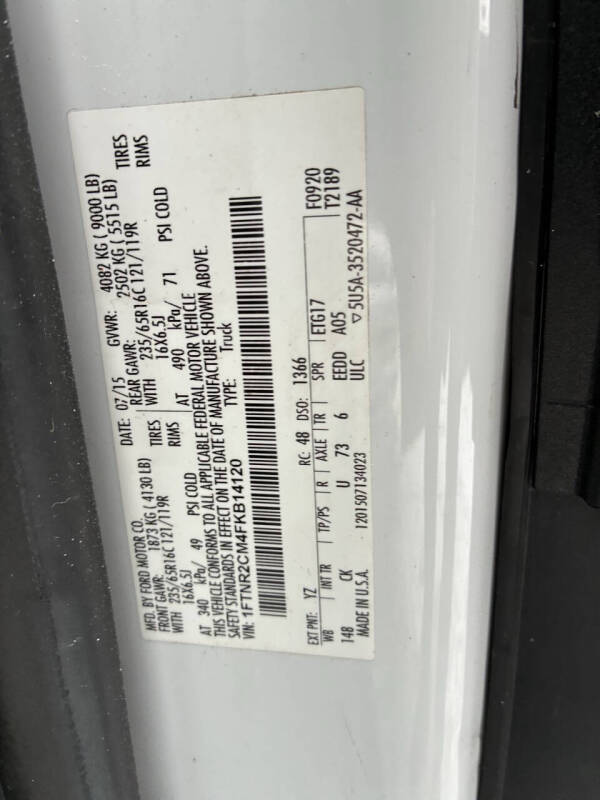 MFD. BY FORD MOTOR CO. DATE: 07/15 GVWR: 4082 KG ( 9000 LB)
FRONT GAWR: 1873 KG ( 4130 LB) REAR GAWR: 2502 KG ( 5515 LB)
WITH 235/65R16C 121/119R TIRES WITH 235/65R16C 121/119R TIRES
16X6.5J RIMS 16X6.5J RIMS
AT 340 kPa/ 49 PSI COLD AT 490 kPa/ 71 PSI COLD
THIS VEHICLE CONFORMS TO ALL APPLICABLE FEDERAL MOTOR VEHICLE
SAFETY STANDARDS IN EFFECT ON THE DATE OF MANUFACTURE SHOWN ABOVE.
VIN: 1FTNR2CM4FKB14120 TYPE: Truck
F0920
T2189
EXT PNT: YZ RC: 48 DSO: 1366
WB INT TR TP/PS R AXLE TR SPR ETG17
148 CK U 73 6 EEDD A05
ULC
MADE IN U.S.A. 1201507134023 ▽ 5U5A-3520472-AA